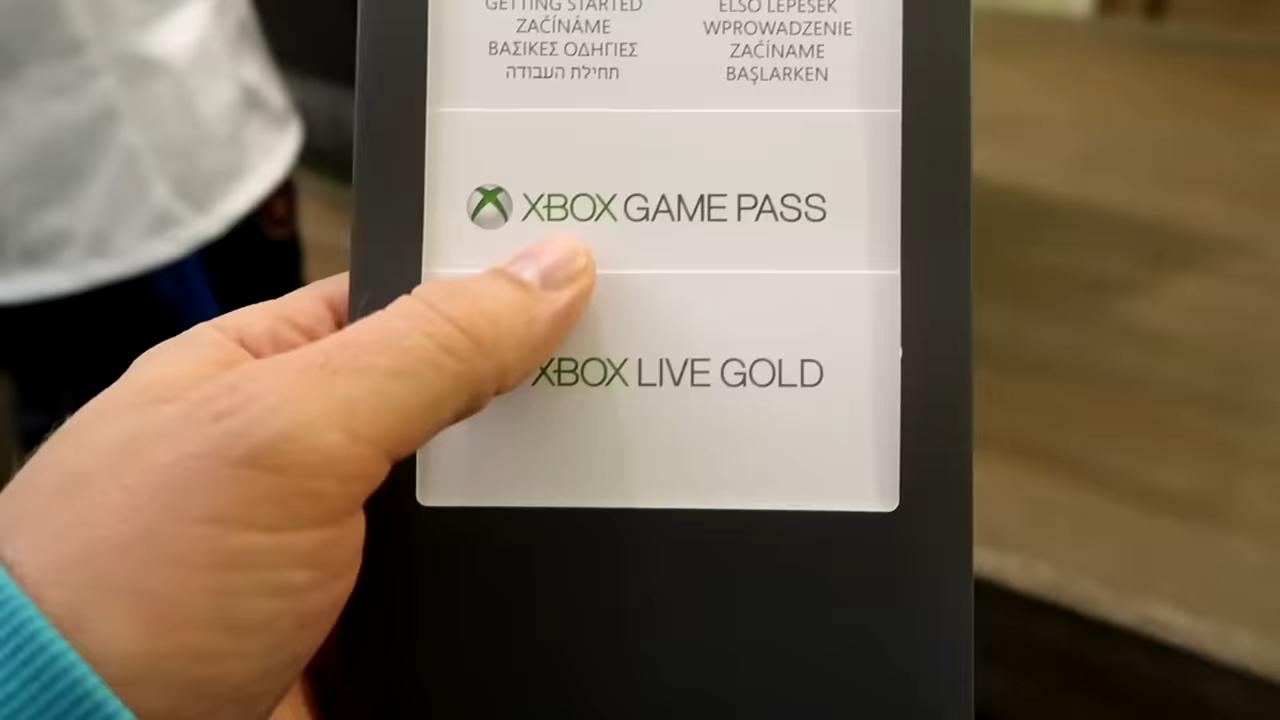 GETTING STARTED
ZAČÍNÁME
ΒΑΣΙΚΕΣ ΟΔΗΓΙΕΣ
תחילת העבודה
ELSŐ LÉPÉSEK
WPROWADZENIE
ZAČÍNAME
BAŞLARKEN
XBOX GAME PASS
XBOX LIVE GOLD